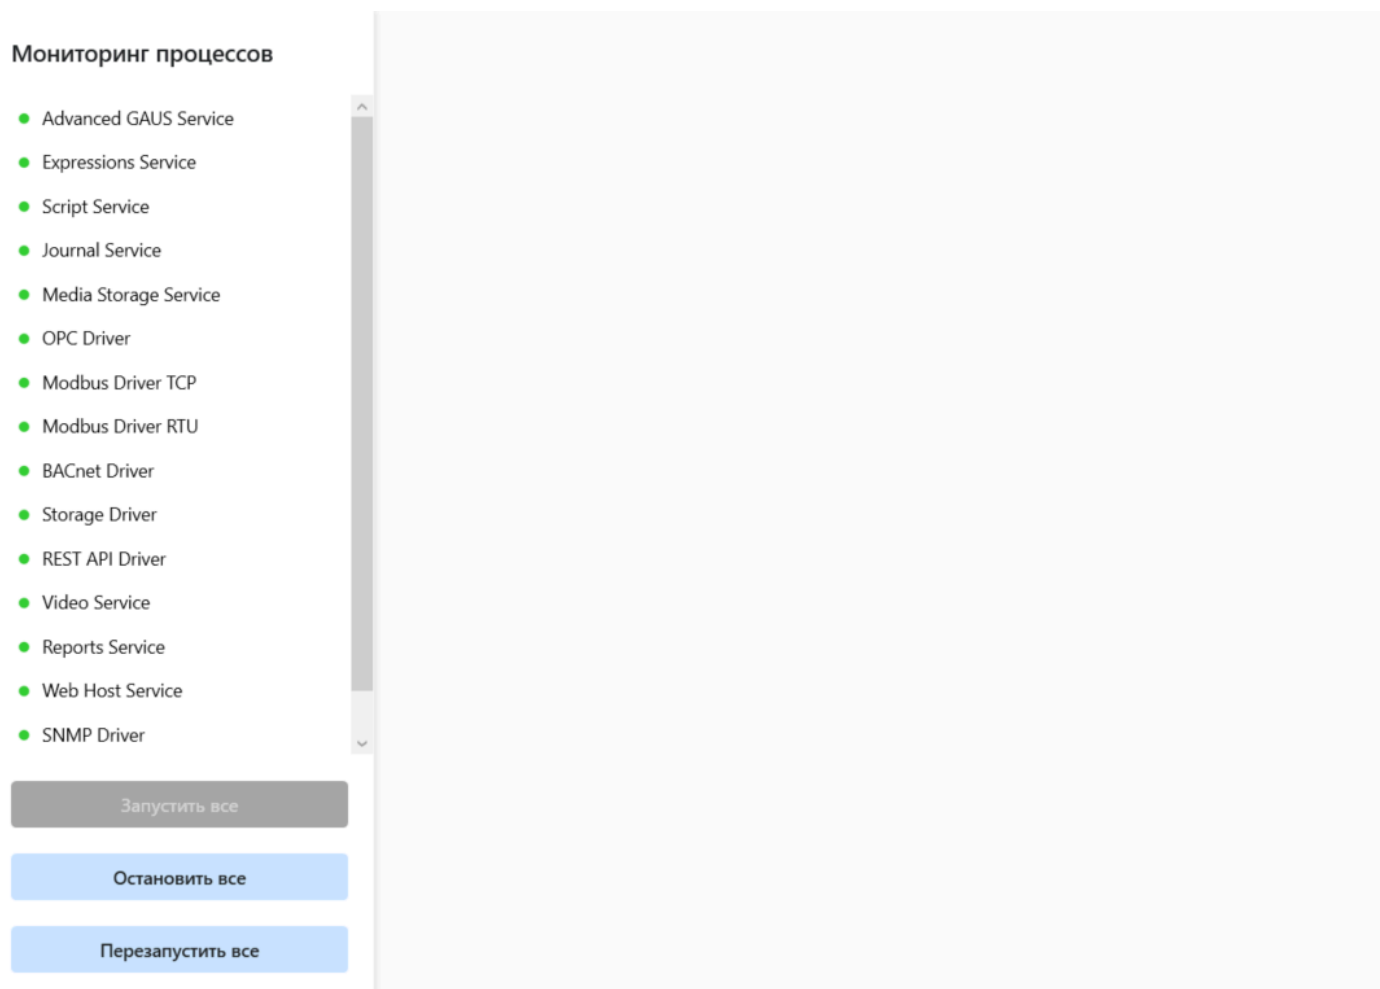 Мониторинг процессов
Advanced GAUS Service
Expressions Service
Script Service
Journal Service
Media Storage Service
OPC Driver
Modbus Driver TCP
Modbus Driver RTU
BACnet Driver
Storage Driver
REST API Driver
Video Service
Reports Service
Web Host Service
SNMP Driver
Запустить все
Остановить все
Перезапустить все